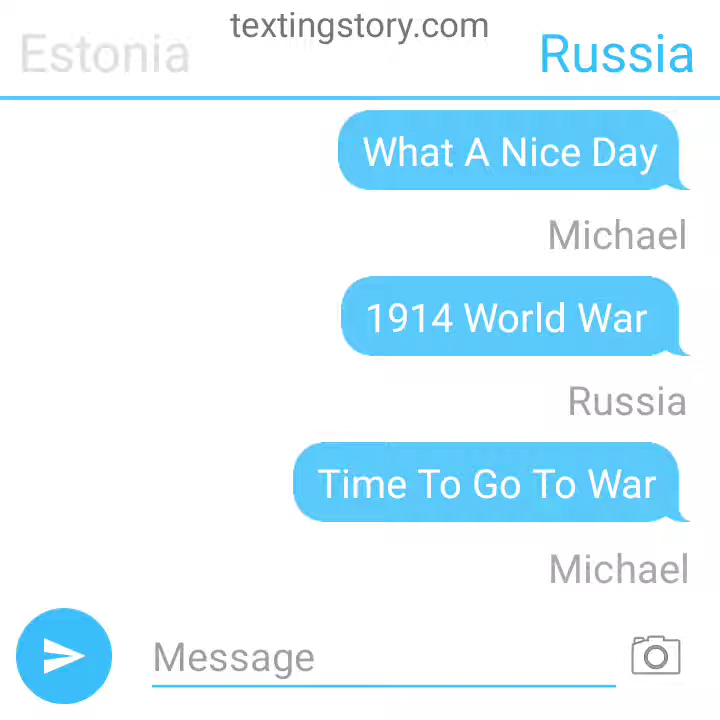 textingstory.com
Estonia
Russia
What A Nice Day
Michael
1914 World War
Russia
Time To Go To War
Michael
Message